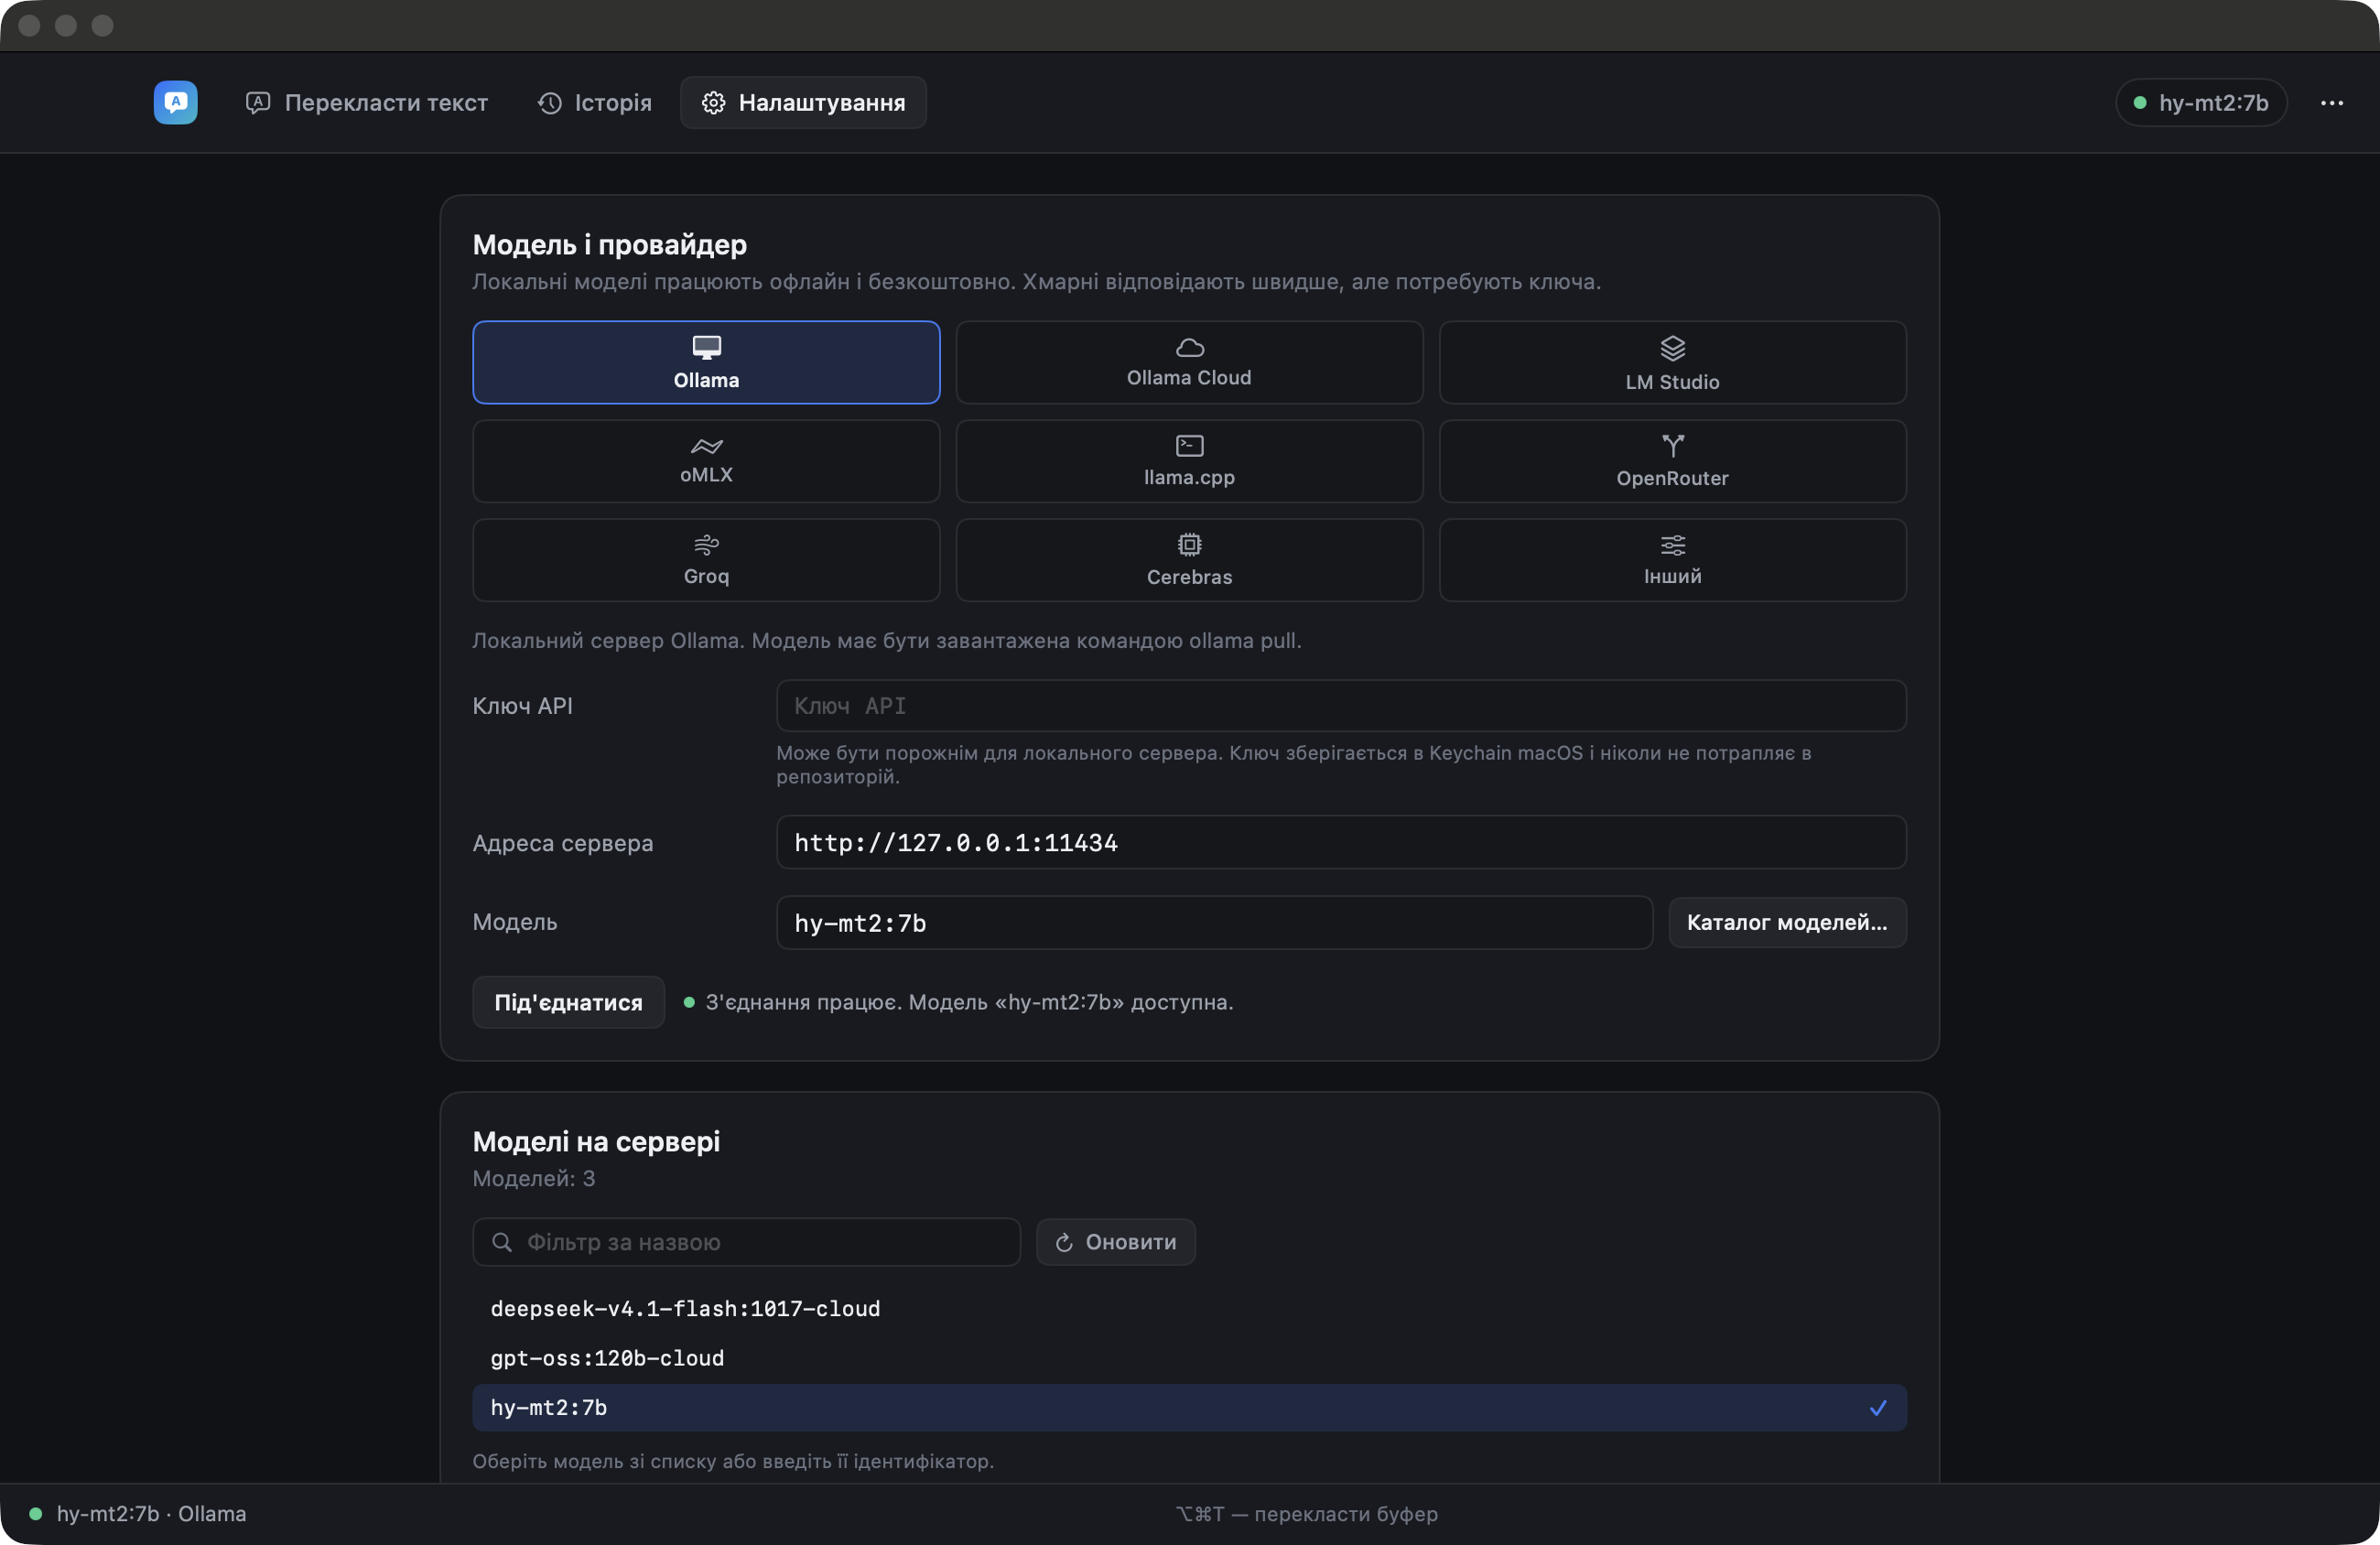 Перекласти текст
Історія
Налаштування
hy-mt2:7b
Модель і провайдер
Локальні моделі працюють офлайн і безкоштовно. Хмарні відповідають швидше, але потребують ключа.
Ollama
Ollama Cloud
LM Studio
oMLX
llama.cpp
OpenRouter
Groq
Cerebras
Інший
Локальний сервер Ollama. Модель має бути завантажена командою ollama pull.
Ключ API
Ключ API
Може бути порожнім для локального сервера. Ключ зберігається в Keychain macOS і ніколи не потрапляє в
репозиторій.
Адреса сервера
http://127.0.0.1:11434
Модель
hy-mt2:7b
Каталог моделей...
Під'єднатися
З'єднання працює. Модель «hy-mt2:7b» доступна.
Моделі на сервері
Моделей: 3
Фільтр за назвою
Оновити
deepseek-v4.1-flash:1017-cloud
gpt-oss:120b-cloud
hy-mt2:7b
Оберіть модель зі списку або введіть її ідентифікатор.
hy-mt2:7b · Ollama
⌥⌘T — перекласти буфер